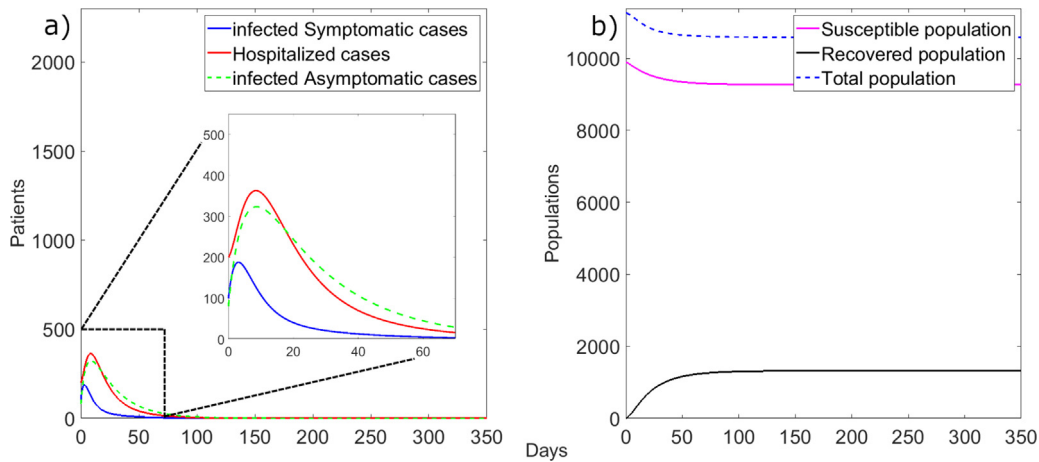 a)
infected Symptomatic cases
Hospitalized cases
infected Asymptomatic cases
2000
1500
1000
500
0
Patients
500
400
300
200
100
0
0 20 40 60
0 50 100 150 200 250 300 350
b)
Susceptible population
Recovered population
Total population
10000
8000
6000
4000
2000
0
Populations
0 50 100 150 200 250 300 350
Days